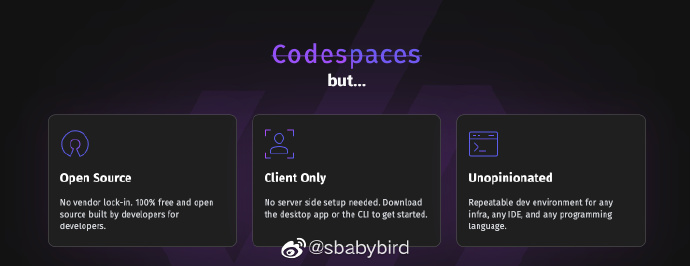 Codespaces
but...
Open Source
No vendor lock-in. 100% free and open
source built by developers for
developers.
Client Only
No server side setup needed. Download
the desktop app or the CLI to get started.
Unopinionated
Repeatable dev environment for any
infra, any IDE, and any programming
language.
@sbabybird